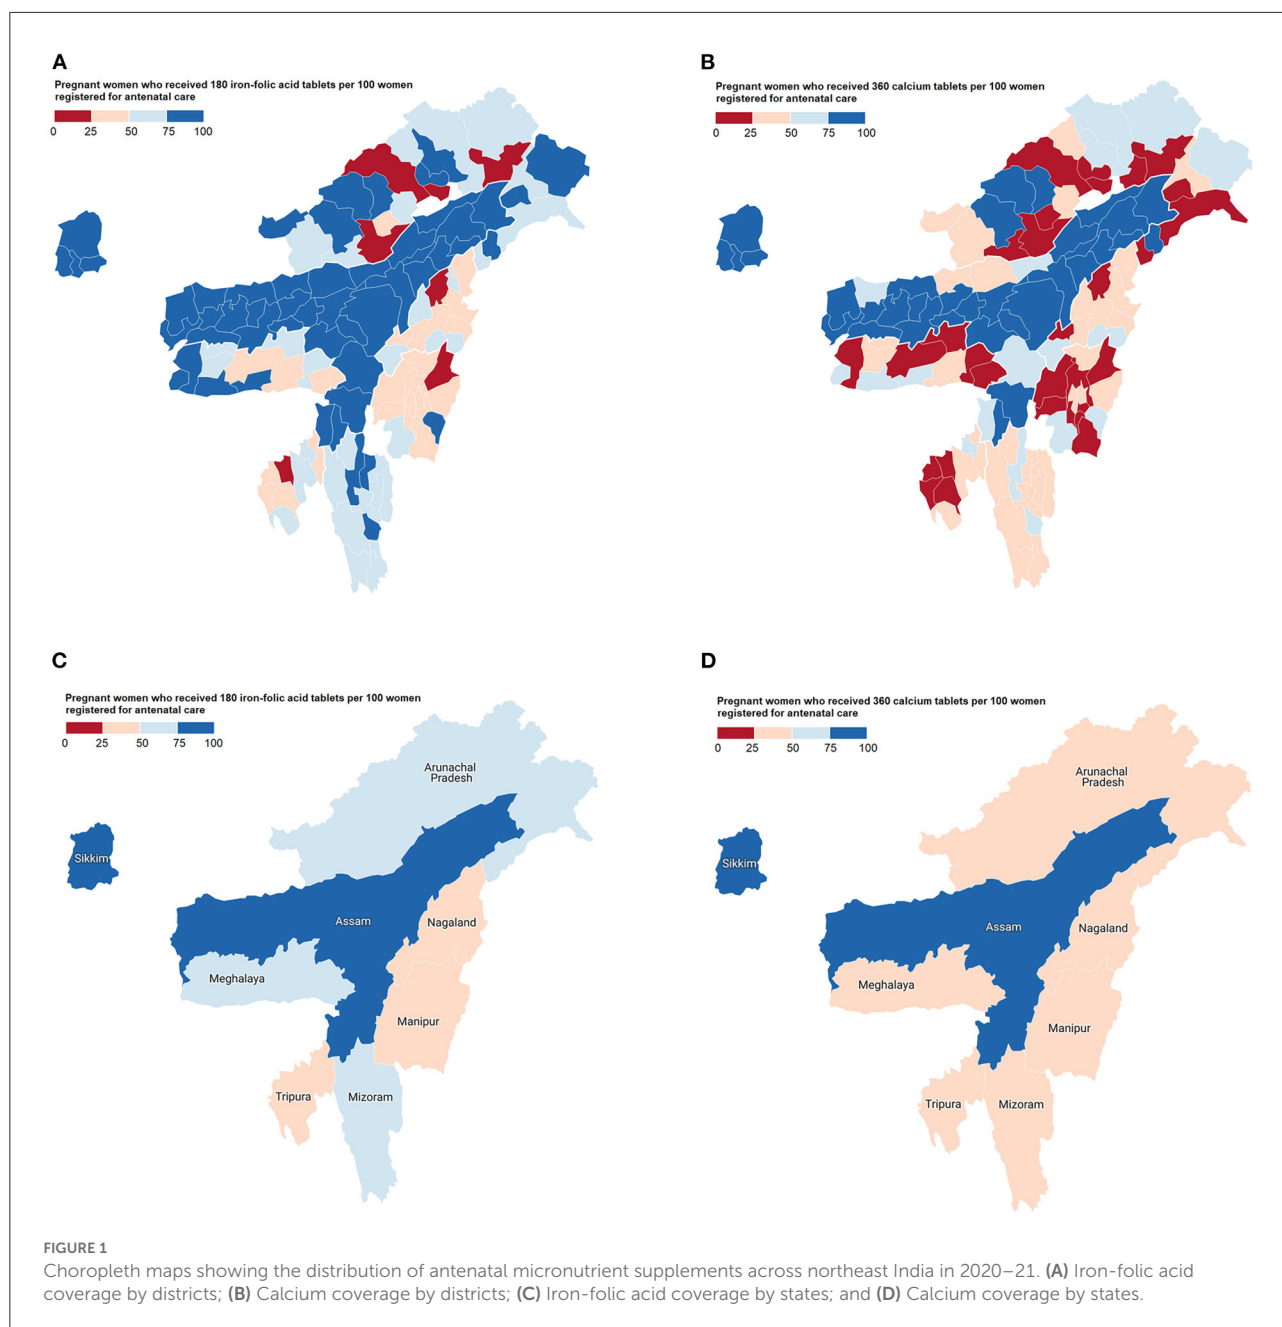 A
Pregnant women who received 180 iron-folic acid tablets per 100 women
registered for antenatal care
0 25 50 75 100
B
Pregnant women who received 360 calcium tablets per 100 women
registered for antenatal care
0 25 50 75 100
C
Pregnant women who received 180 iron-folic acid tablets per 100 women
registered for antenatal care
0 25 50 75 100
Arunachal
Pradesh
Sikkim
Assam
Nagaland
Meghalaya
Manipur
Tripura
Mizoram
D
Pregnant women who received 360 calcium tablets per 100 women
registered for antenatal care
0 25 50 75 100
Arunachal
Pradesh
Sikkim
Assam
Nagaland
Meghalaya
Manipur
Tripura
Mizoram
FIGURE 1
Choropleth maps showing the distribution of antenatal micronutrient supplements across northeast India in 2020–21. (A) Iron-folic acid
coverage by districts; (B) Calcium coverage by districts; (C) Iron-folic acid coverage by states; and (D) Calcium coverage by states.